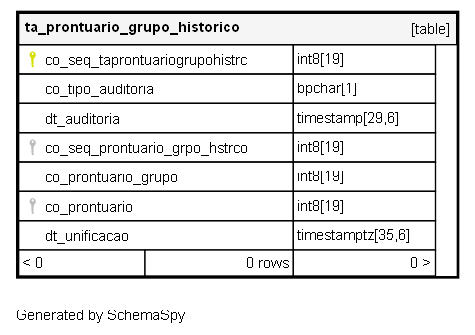 ta_prontuario_grupo_historico [table]
co_seq_taprontuariogrupohistrc int8[19]
co_tipo_auditoria bpchar[1]
dt_auditoria timestamp[29,6]
co_seq_prontuario_grpo_hstrco int8[19]
co_prontuario_grupo int8[19]
co_prontuario int8[19]
dt_unificacao timestamptz[35,6]
< 0 0 rows 0 >
Generated by SchemaSpy